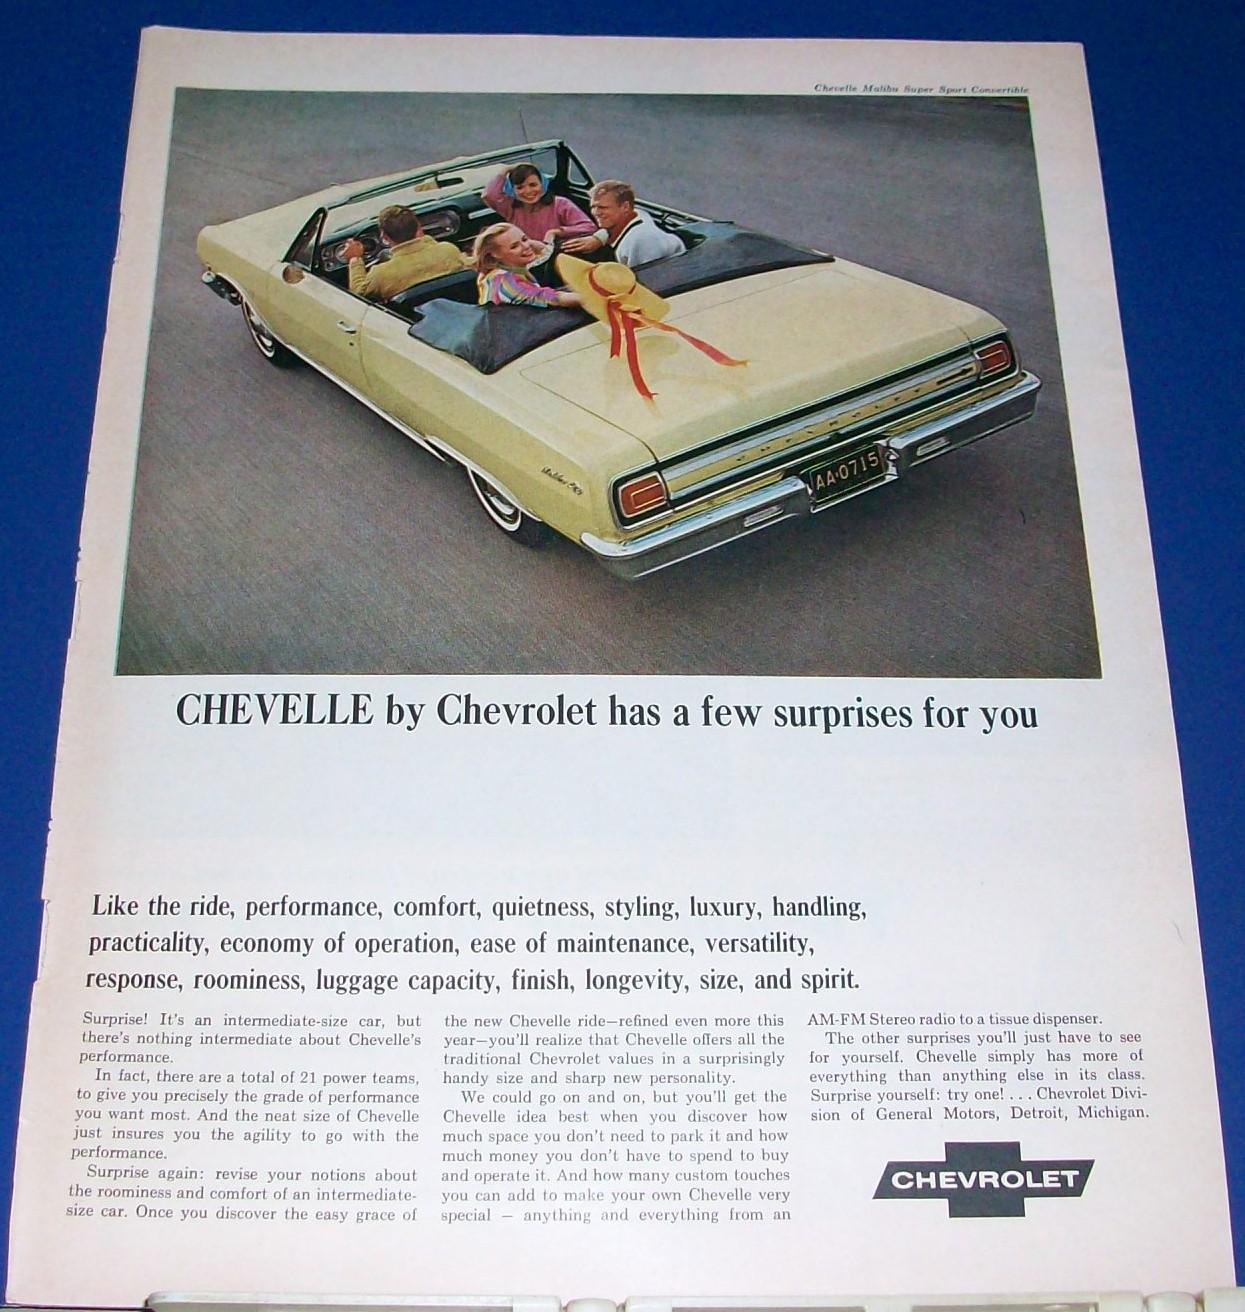 Chevelle Malibu Super Sport Convertible
Malibu SS
CHEVROLET
AA·0715
CHEVELLE by Chevrolet has a few surprises for you
Like the ride, performance, comfort, quietness, styling, luxury, handling,
practicality, economy of operation, ease of maintenance, versatility,
response, roominess, luggage capacity, finish, longevity, size, and spirit.
Surprise! It's an intermediate-size car, but
there's nothing intermediate about Chevelle's
performance.
In fact, there are a total of 21 power teams,
to give you precisely the grade of performance
you want most. And the neat size of Chevelle
just insures you the agility to go with the
performance.
Surprise again: revise your notions about
the roominess and comfort of an intermediate-
size car. Once you discover the easy grace of
the new Chevelle ride—refined even more this
year—you'll realize that Chevelle offers all the
traditional Chevrolet values in a surprisingly
handy size and sharp new personality.
We could go on and on, but you'll get the
Chevelle idea best when you discover how
much space you don't need to park it and how
much money you don't have to spend to buy
and operate it. And how many custom touches
you can add to make your own Chevelle very
special — anything and everything from an
AM-FM Stereo radio to a tissue dispenser.
The other surprises you'll just have to see
for yourself. Chevelle simply has more of
everything than anything else in its class.
Surprise yourself: try one! . . . Chevrolet Divi-
sion of General Motors, Detroit, Michigan.
CHEVROLET